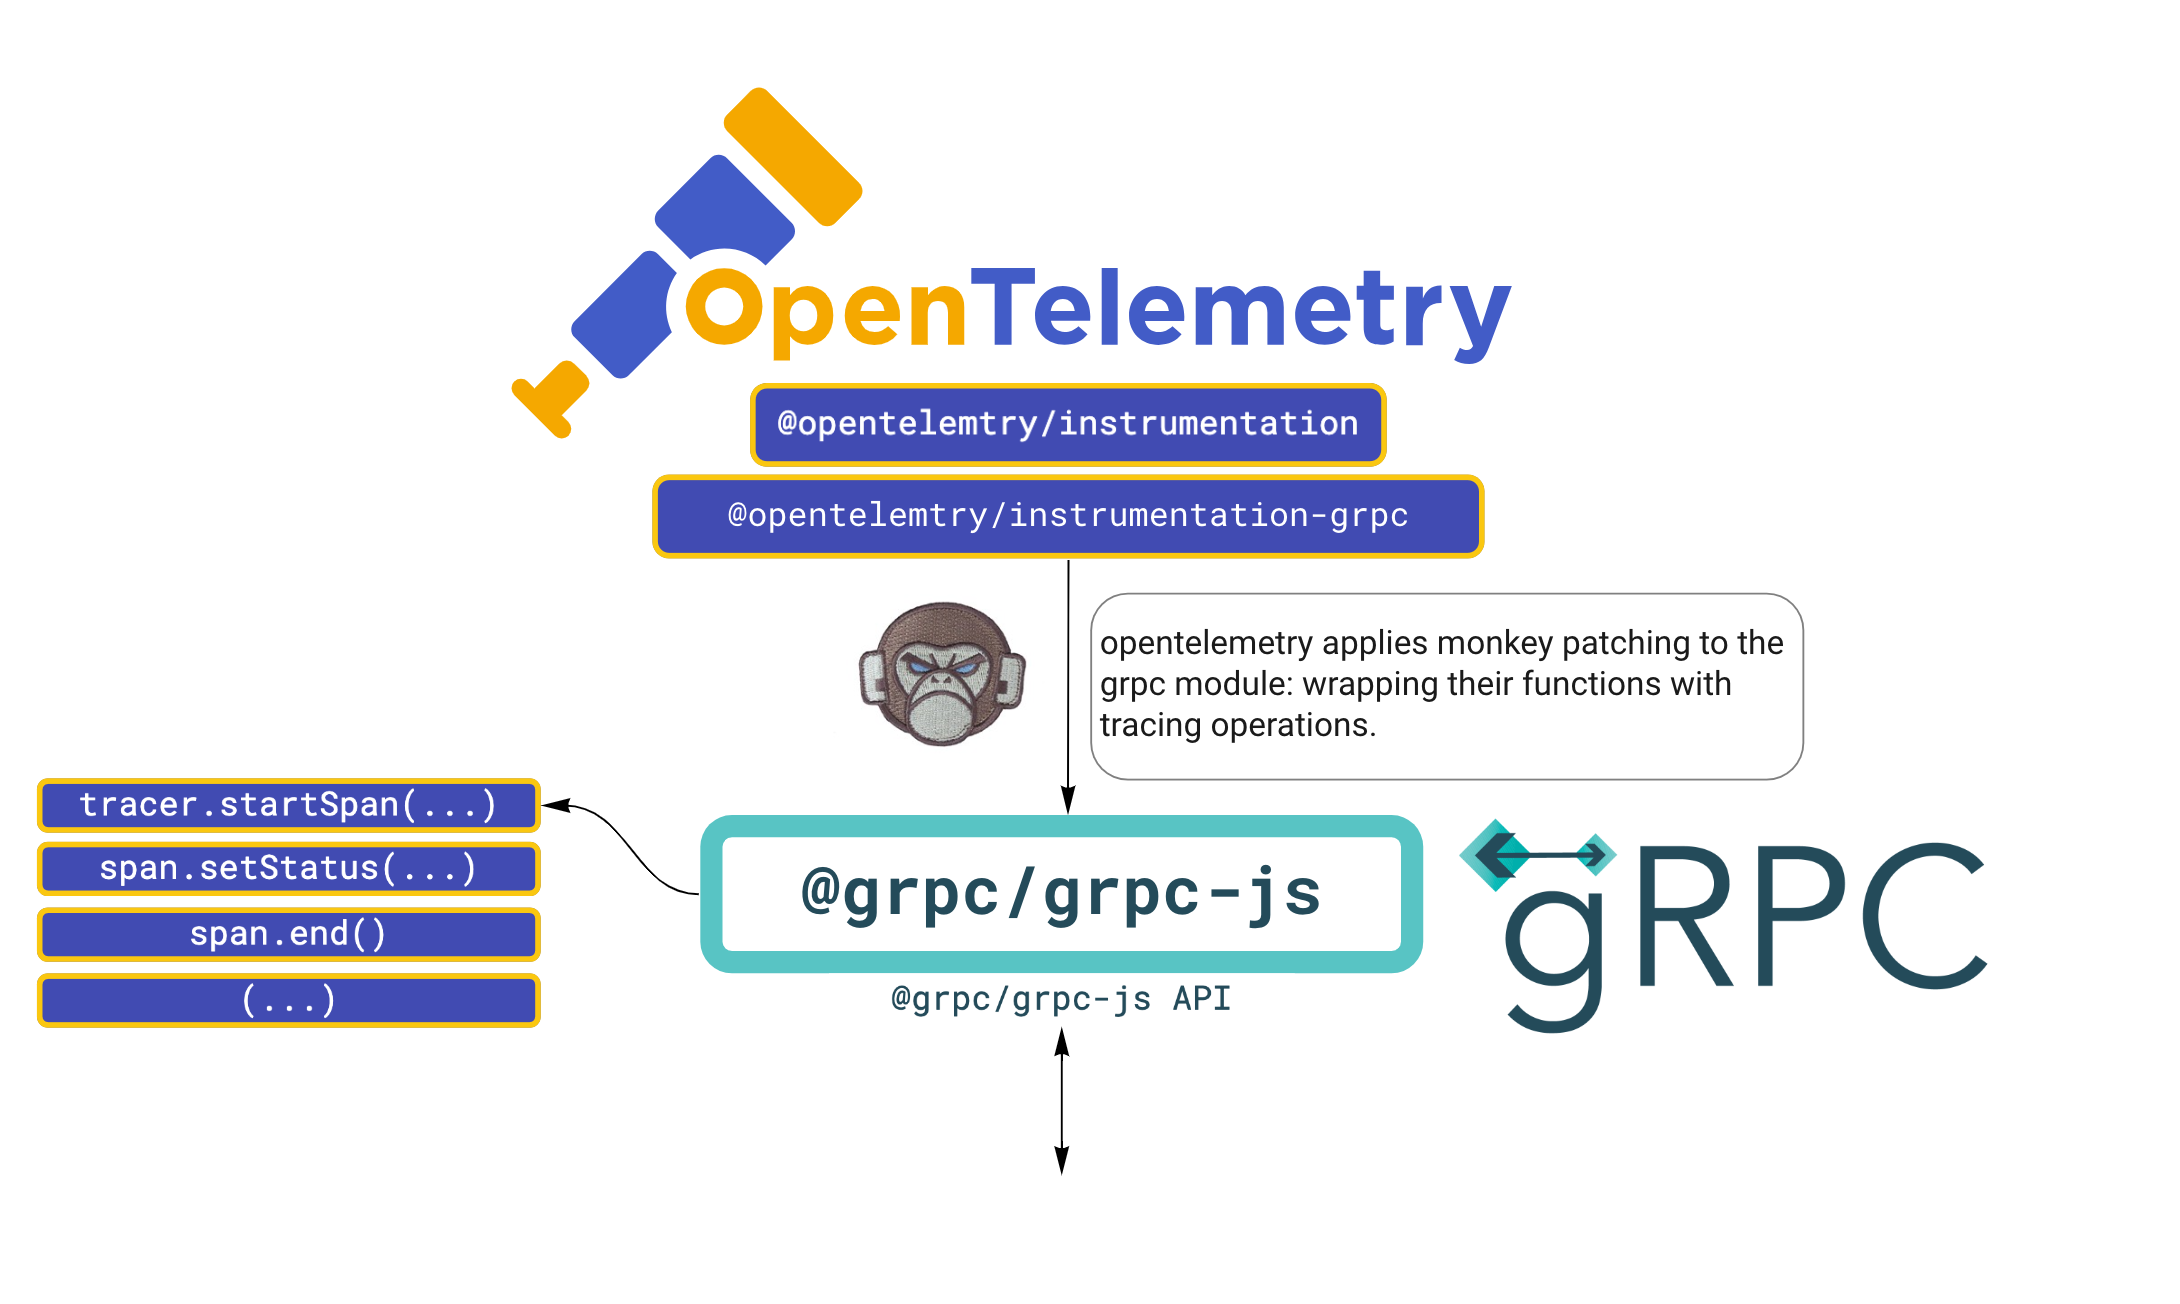 OpenTelemetry
@opentelemtry/instrumentation
@opentelemtry/instrumentation-grpc
opentelemetry applies monkey patching to the
grpc module: wrapping their functions with
tracing operations.
tracer.startSpan(...)
span.setStatus(...)
span.end()
(...)
@grpc/grpc-js
@grpc/grpc-js API
gRPC